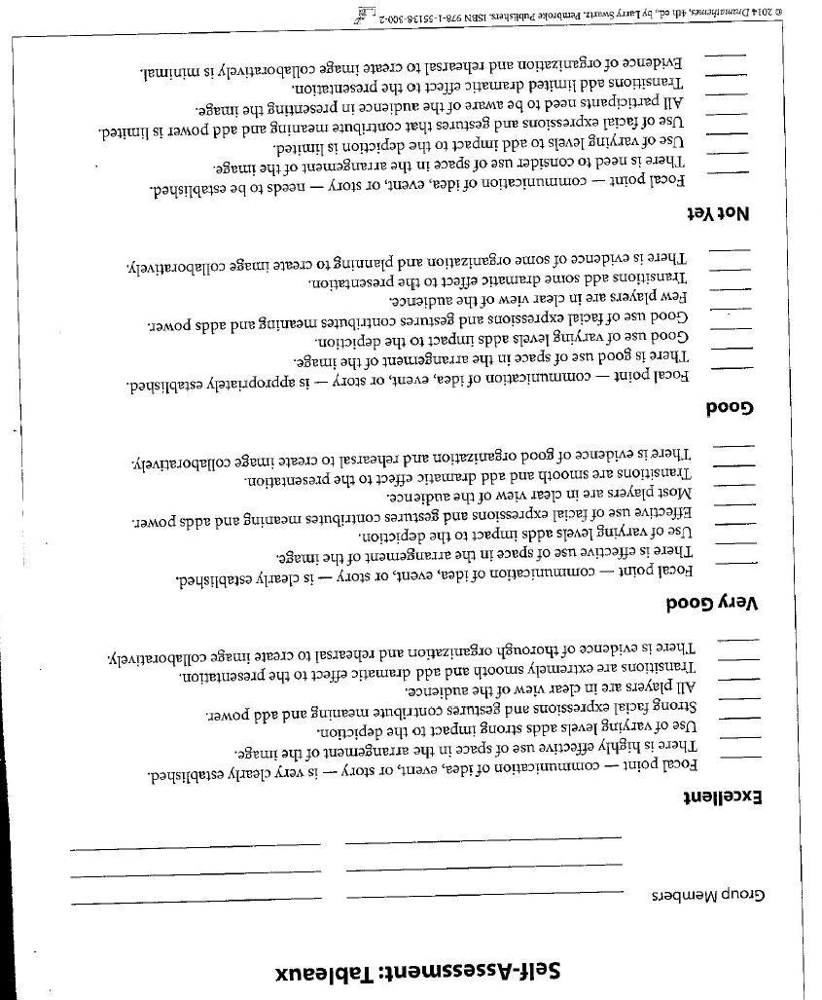 Self-Assessment: Tableaux
Group Members
Excellent
Focal point — communication of idea, event, or story — is very clearly established.
There is highly effective use of space in the arrangement of the image.
Use of varying levels adds strong impact to the depiction.
Strong facial expressions and gestures contribute meaning and add power.
All players are in clear view of the audience.
Transitions are extremely smooth and add dramatic effect to the presentation.
There is evidence of thorough organization and rehearsal to create image collaboratively.
Very Good
Focal point — communication of idea, event, or story — is clearly established.
There is effective use of space in the arrangement of the image.
Use of varying levels adds impact to the depiction.
Effective use of facial expressions and gestures contributes meaning and adds power.
Most players are in clear view of the audience.
Transitions are smooth and add dramatic effect to the presentation.
There is evidence of good organization and rehearsal to create image collaboratively.
Good
Focal point — communication of idea, event, or story — is appropriately established.
There is good use of space in the arrangement of the image.
Good use of varying levels adds impact to the depiction.
Good use of facial expressions and gestures contributes meaning and adds power.
Few players are in clear view of the audience.
Transitions add some dramatic effect to the presentation.
There is evidence of some organization and planning to create image collaboratively.
Not Yet
Focal point — communication of idea, event, or story — needs to be established.
There is need to consider use of space in the arrangement of the image.
Use of varying levels to add impact to the depiction is limited.
Use of facial expressions and gestures that contribute meaning and add power is limited.
All participants need to be aware of the audience in presenting the image.
Transitions add limited dramatic effect to the presentation.
Evidence of organization and rehearsal to create image collaboratively is minimal.
© 2014 Dramathemes, 4th ed., by Larry Swartz. Pembroke Publishers. ISBN 978-1-55138-300-2